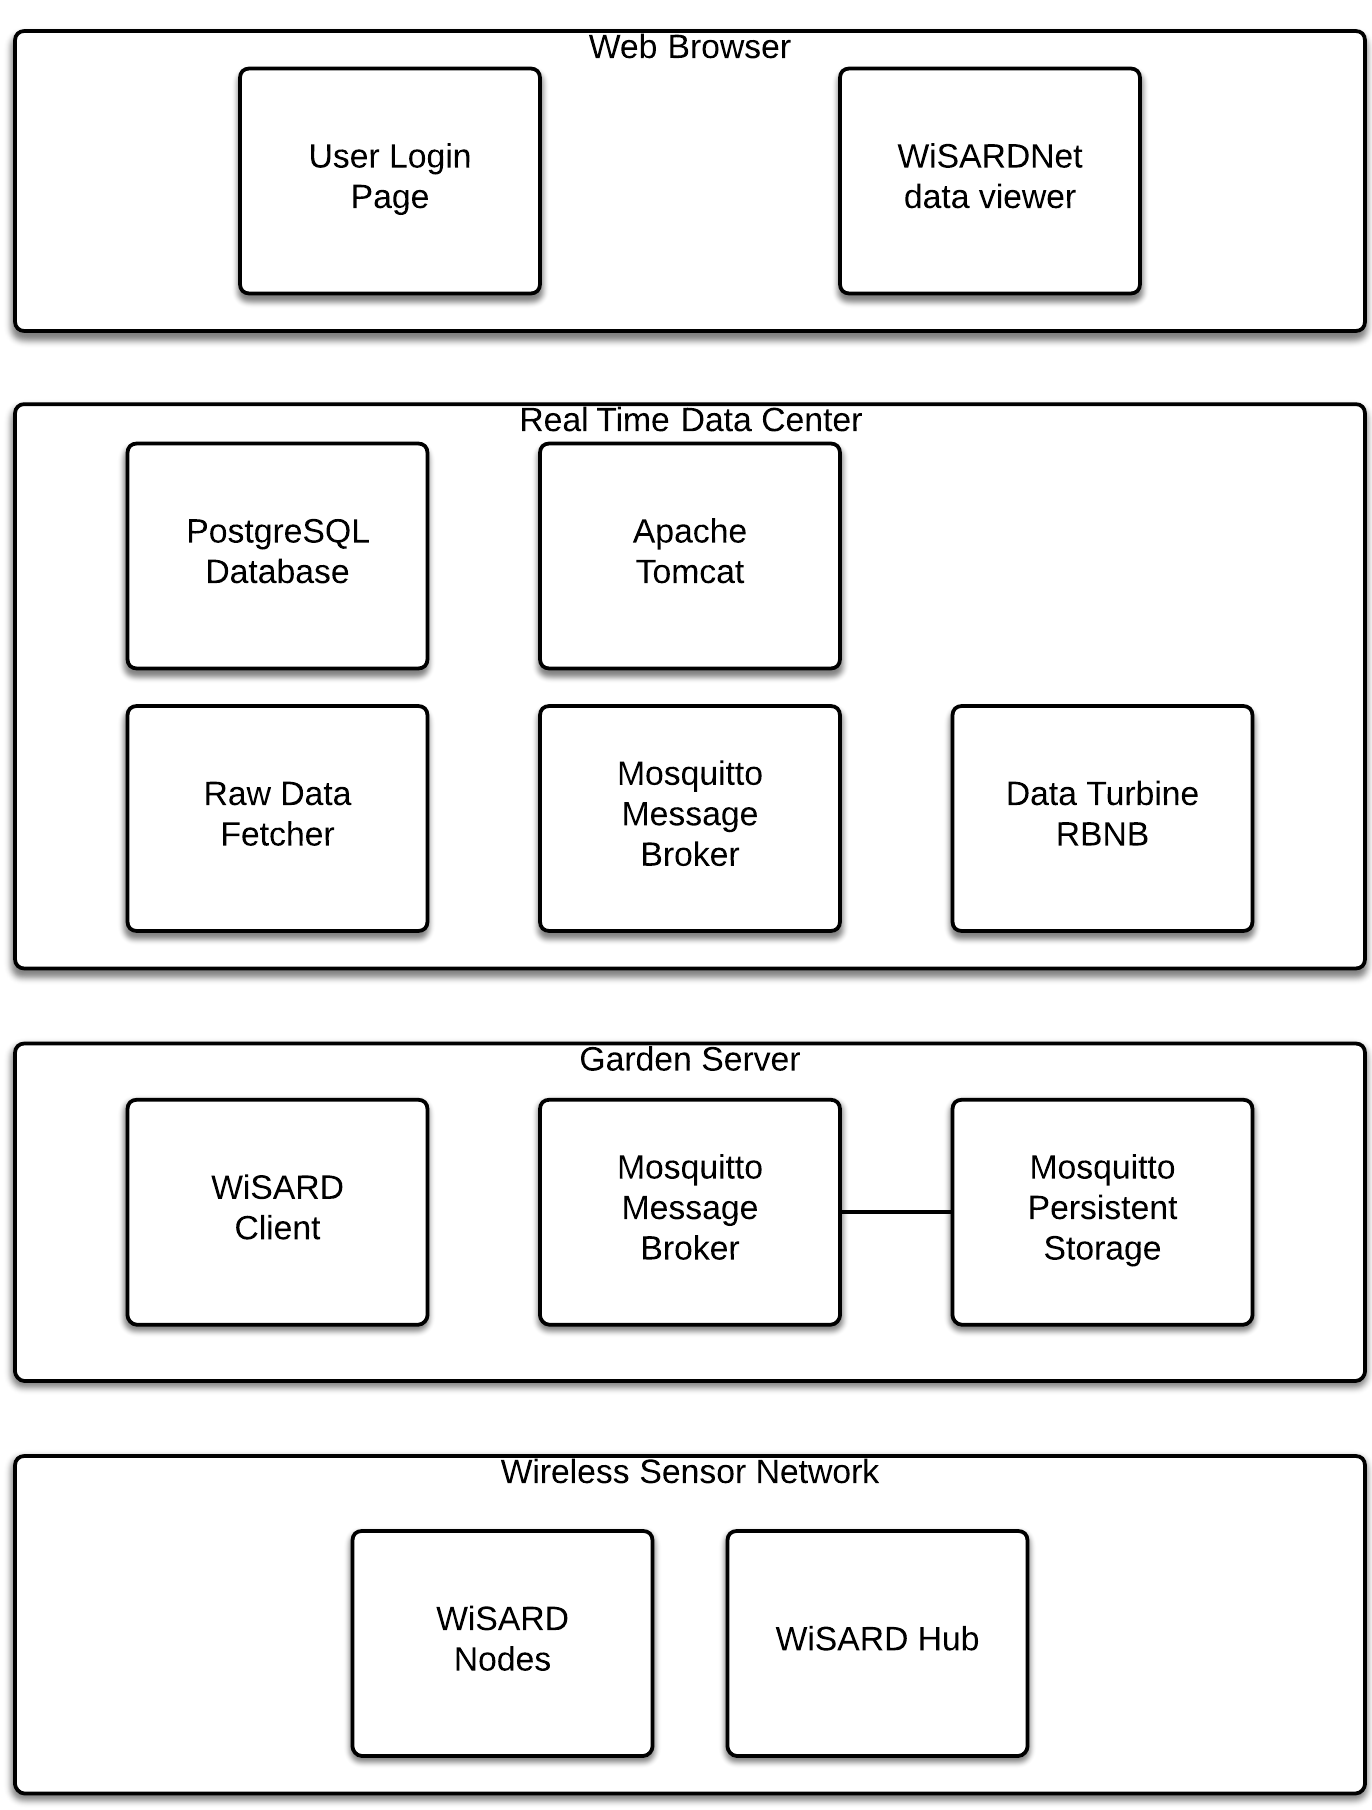 Web Browser
User Login
Page
WiSARDNet
data viewer
Real Time Data Center
PostgreSQL
Database
Apache
Tomcat
Raw Data
Fetcher
Mosquitto
Message
Broker
Data Turbine
RBNB
Garden Server
WiSARD
Client
Mosquitto
Message
Broker
Mosquitto
Persistent
Storage
Wireless Sensor Network
WiSARD
Nodes
WiSARD Hub